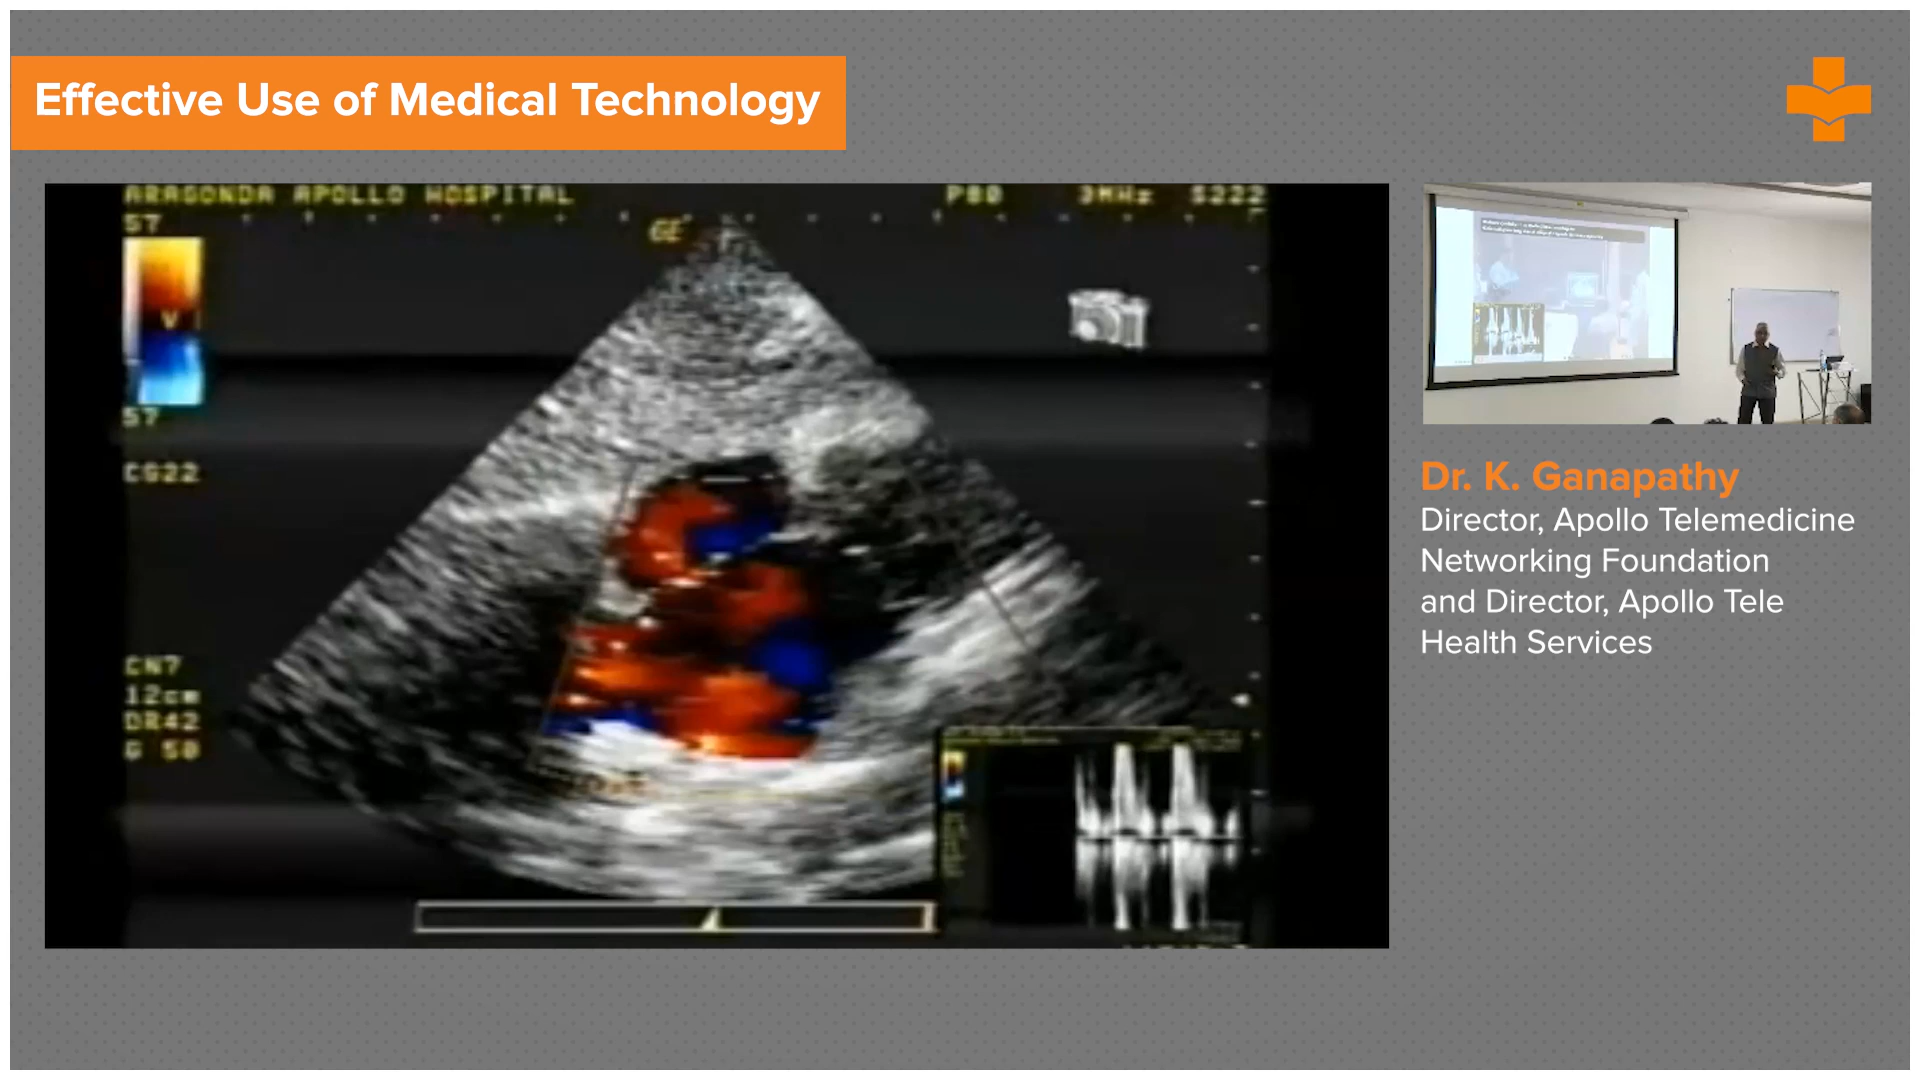 Effective Use of Medical Technology
ARAGONDA APOLLO HOSPITAL P80 3MHz S222
57
GE
V
57
CG22
CN7
12cm
DR42
G 50
Dr. K. Ganapathy
Director, Apollo Telemedicine
Networking Foundation
and Director, Apollo Tele
Health Services